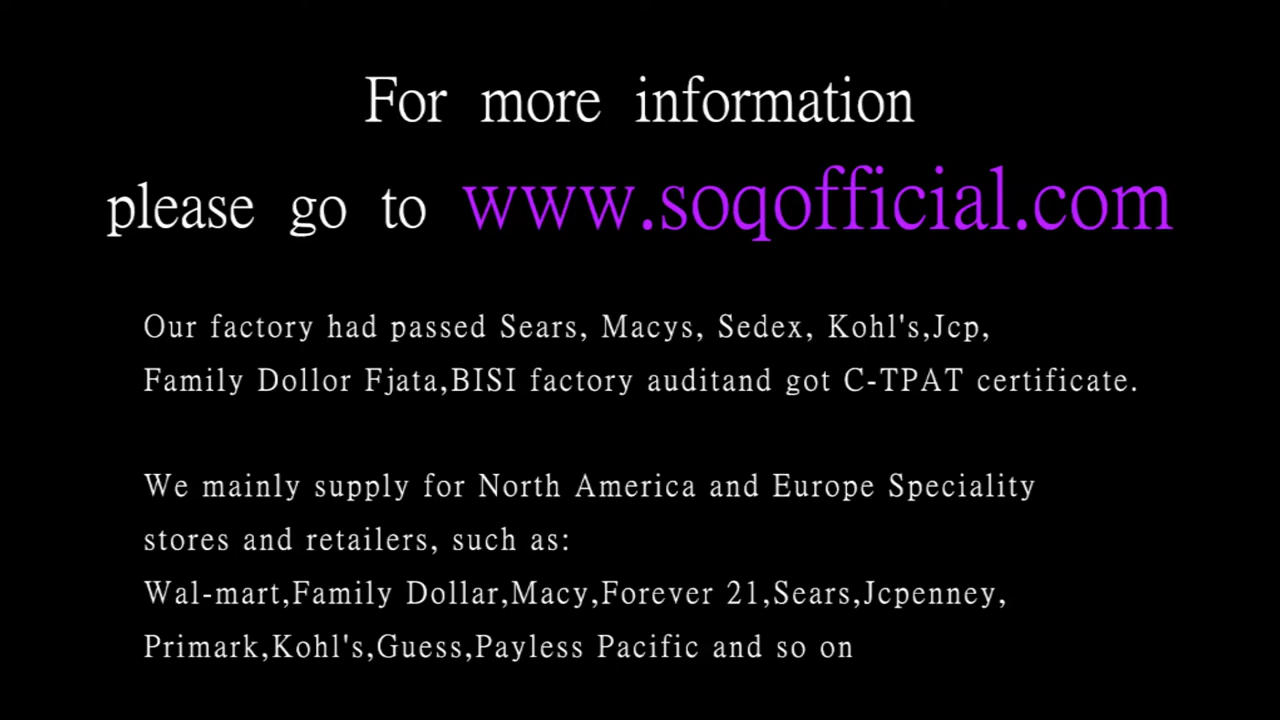 For more information
please go to www.soqofficial.com
Our factory had passed Sears, Macys, Sedex, Kohl's,Jcp,
Family Dollor Fjata,BISI factory auditand got C-TPAT certificate.
We mainly supply for North America and Europe Speciality
stores and retailers, such as:
Wal-mart,Family Dollar,Macy,Forever 21,Sears,Jcpenney,
Primark,Kohl's,Guess,Payless Pacific and so on